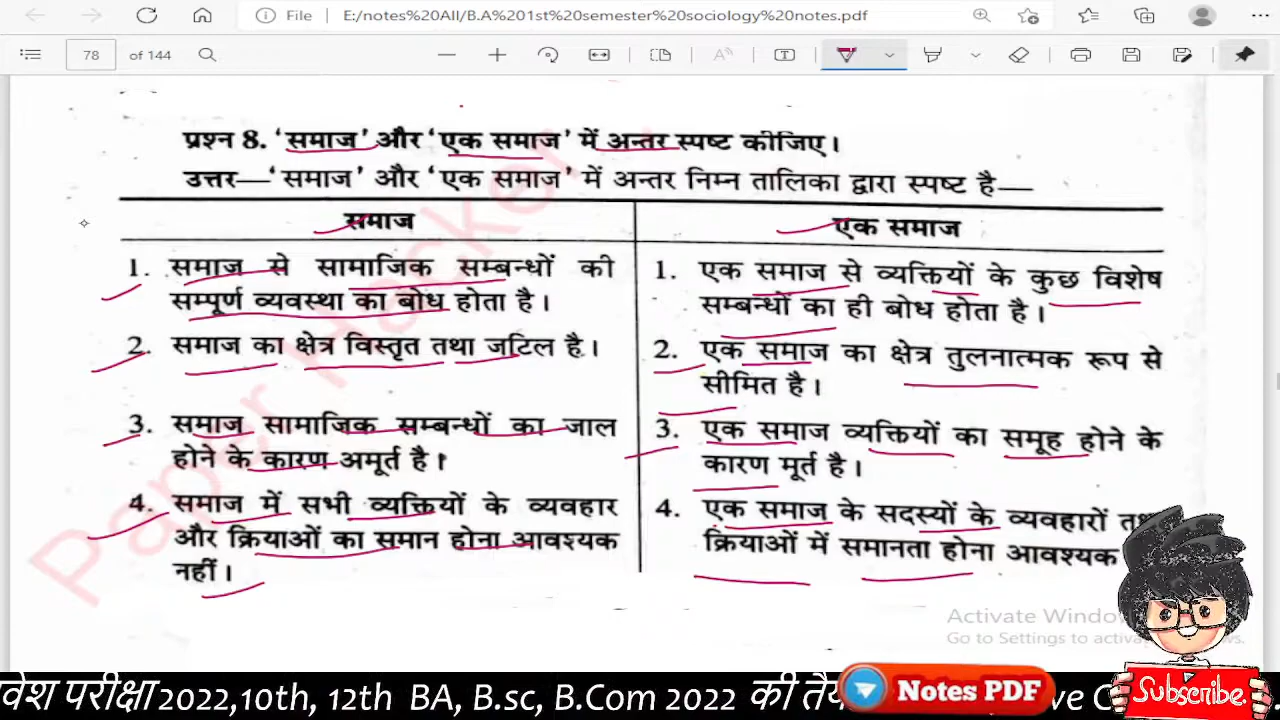 File E:/notes%20All/B.A%201st%20semester%20sociology%20notes.pdf
78 of 144
प्रश्न 8. ‘समाज’ और ‘एक समाज’ में अन्तर स्पष्ट कीजिए।
उत्तर—‘समाज’ और ‘एक समाज’ में अन्तर निम्न तालिका द्वारा स्पष्ट है—
समाज
1. समाज से सामाजिक सम्बन्धों की
सम्पूर्ण व्यवस्था का बोध होता है।
2. समाज का क्षेत्र विस्तृत तथा जटिल है।
3. समाज सामाजिक सम्बन्धों का जाल
होने के कारण अमूर्त है।
4. समाज में सभी व्यक्तियों के व्यवहार
और क्रियाओं का समान होना आवश्यक
नहीं।
एक समाज
1. एक समाज से व्यक्तियों के कुछ विशेष
सम्बन्धों का ही बोध होता है।
2. एक समाज का क्षेत्र तुलनात्मक रूप से
सीमित है।
3. एक समाज व्यक्तियों का समूह होने के
कारण मूर्त है।
4. एक समाज के सदस्यों के व्यवहारों
क्रियाओं में समानता होना आवश्यक
Paper Hacker
Activate Windows
Go to Settings to activate
परीक्षा 2022,10th, 12th BA, B.sc, B.Com 2022 की
Notes PDF
Subscribe